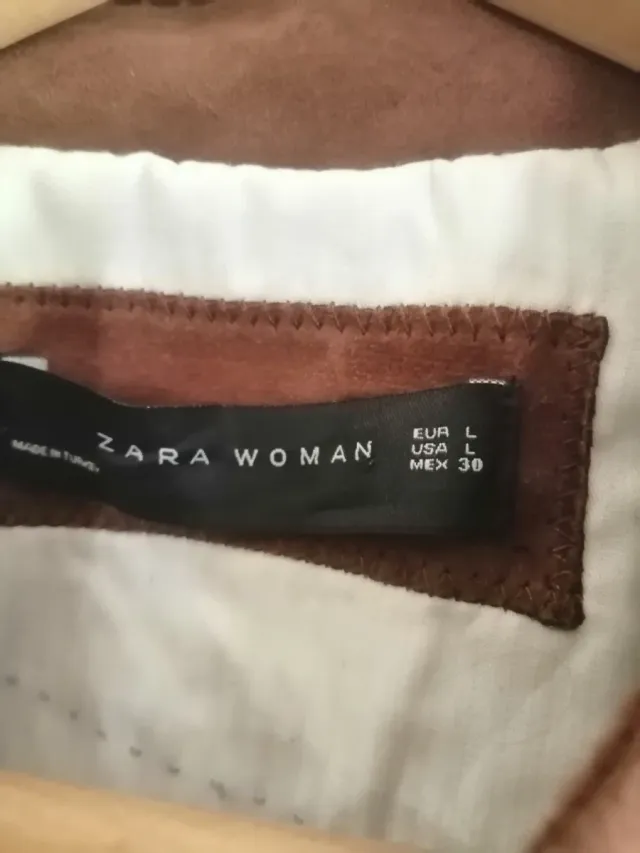 MADE IN TURKEY
ZARA WOMAN
EUR L
USA L
MEX 30